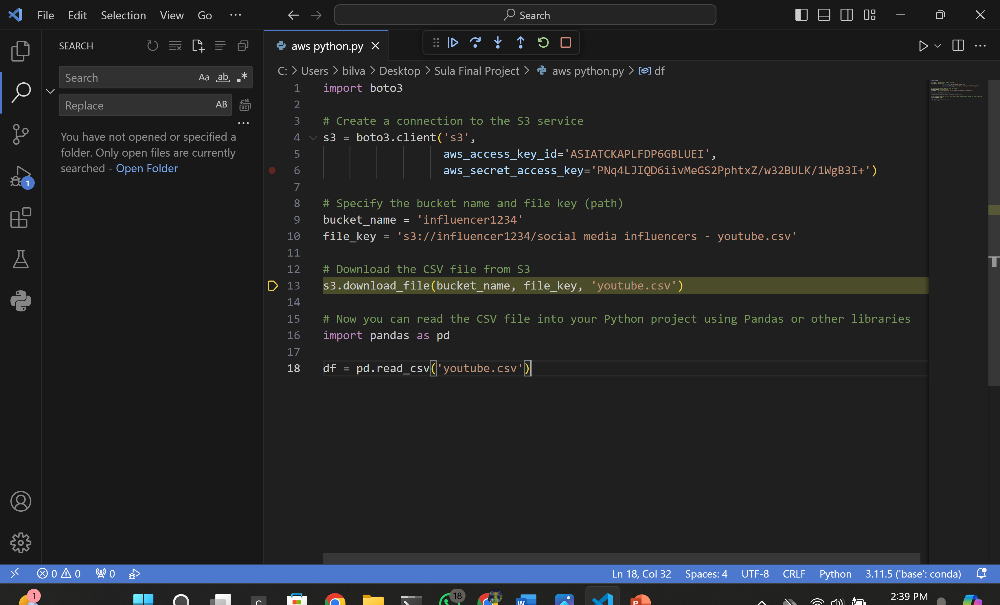 File Edit Selection View Go ···
Search
SEARCH
Search Aa ab
Replace AB
You have not opened or specified a
folder. Only open files are currently
searched - Open Folder
1
aws python.py
C: > Users > bilva > Desktop > Sula Final Project > aws python.py > df
1 import boto3
2
3 # Create a connection to the S3 service
4 s3 = boto3.client('s3',
5 aws_access_key_id='ASIATCKAPLFDP6GBLUEI',
6 aws_secret_access_key='PNq4LJIQD6iivMeGS2PphtxZ/w32BULK/1WgB3I+')
7
8 # Specify the bucket name and file key (path)
9 bucket_name = 'influencer1234'
10 file_key = 's3://influencer1234/social media influencers - youtube.csv'
11
12 # Download the CSV file from S3
13 s3.download_file(bucket_name, file_key, 'youtube.csv')
14
15 # Now you can read the CSV file into your Python project using Pandas or other libraries
16 import pandas as pd
17
18 df = pd.read_csv('youtube.csv')
0 0 0 Ln 18, Col 32 Spaces: 4 UTF-8 CRLF Python 3.11.5 ('base': conda)
1 18 2:39 PM